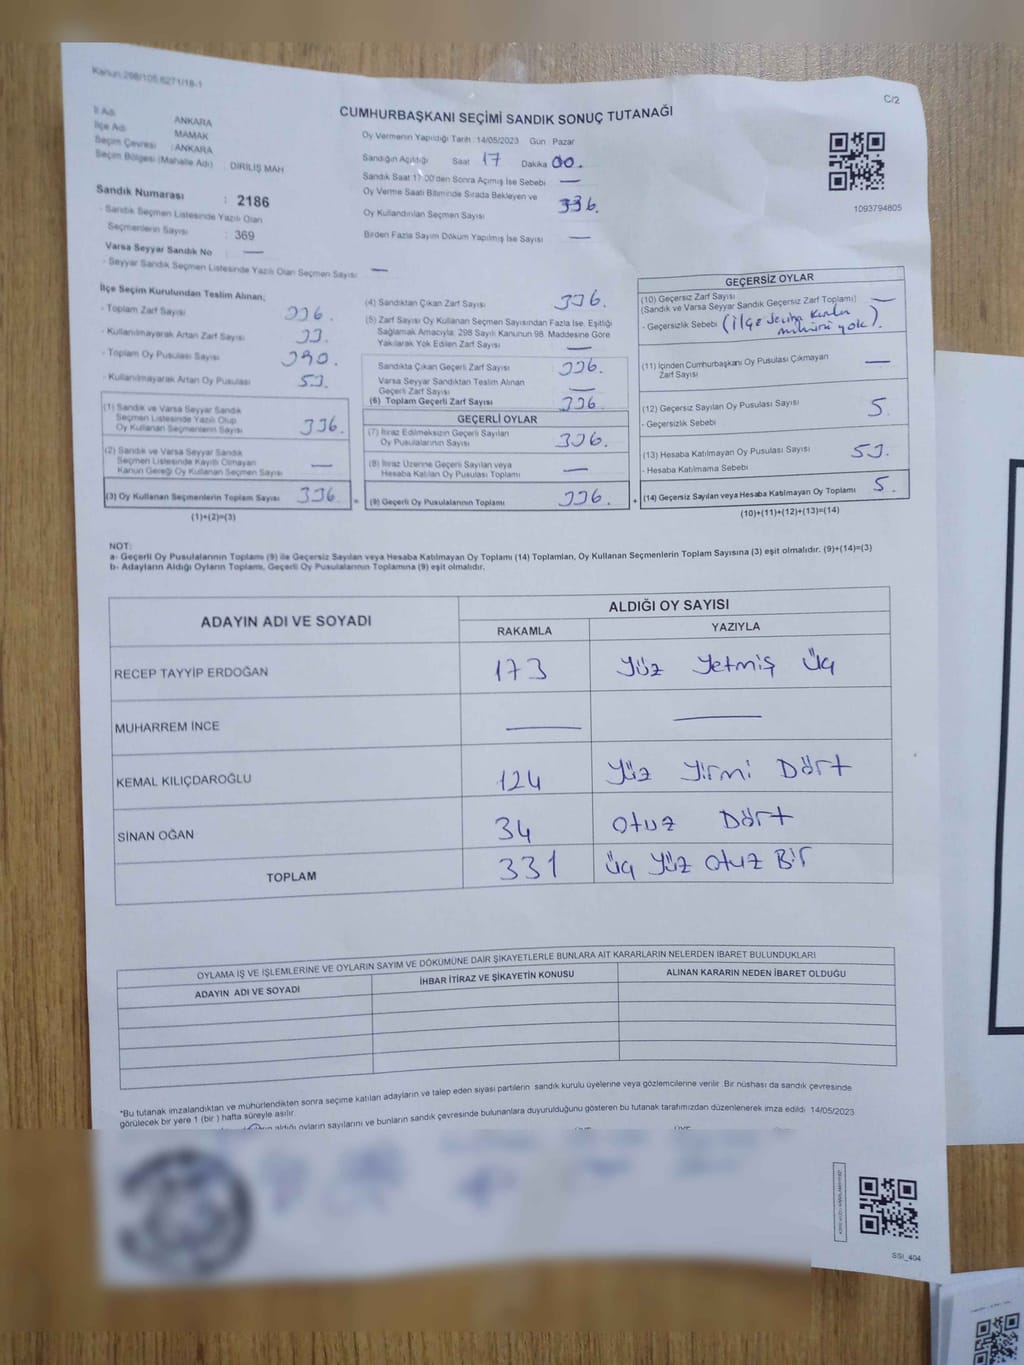 Kanun:298/105.6271/18-1
C/2
CUMHURBAŞKANI SEÇİMİ SANDIK SONUÇ TUTANAĞI
İl Adı : ANKARA
İlçe Adı : MAMAK
Seçim Çevresi : ANKARA
Seçim Bölgesi (Mahalle Adı) : DİRİLİŞ MAH
Sandık Numarası : 2186
- Sandık Seçmen Listesinde Yazılı Olan
Seçmenlerin Sayısı : 369
Varsa Seyyar Sandık No : —
- Seyyar Sandık Seçmen Listesinde Yazılı Olan Seçmen Sayısı: —
Oy Vermenin Yapıldığı Tarih :14/05/2023 Gün Pazar
Sandığın Açıldığı Saat 17 Dakika 00.
Sandık Saat 17:00'den Sonra Açılmış İse Sebebi —
Oy Verme Saati Bitiminde Sırada Bekleyen ve
Oy Kullandırılan Seçmen Sayısı 336.
Birden Fazla Sayım Döküm Yapılmış İse Sayısı —
1093794805
İlçe Seçim Kurulundan Teslim Alınan;
- Toplam Zarf Sayısı
- Kullanılmayarak Artan Zarf Sayısı
- Toplam Oy Pusulası Sayısı
- Kullanılmayarak Artan Oy Pusulası
(1) Sandık ve Varsa Seyyar Sandık
Seçmen Listesinde Yazılı Olup
Oy Kullanan Seçmenlerin Sayısı 336.
(2) Sandık ve Varsa Seyyar Sandık
Seçmen Listesinde Kayıtlı Olmayan
Kanun Gereği Oy Kullanan Seçmen Sayısı —
(3) Oy Kullanan Seçmenlerin Toplam Sayısı 336.
(1)+(2)=(3)
(4) Sandıktan Çıkan Zarf Sayısı 336.
(5) Zarf Sayısı Oy Kullanan Seçmen Sayısından Fazla İse, Eşitliği
Sağlamak Amacıyla, 298 Sayılı Kanunun 98. Maddesine Göre
Yakılarak Yok Edilen Zarf Sayısı —
Sandıkta Çıkan Geçerli Zarf Sayısı 336.
Varsa Seyyar Sandıktan Teslim Alınan
Geçerli Zarf Sayısı —
(6) Toplam Geçerli Zarf Sayısı 336
GEÇERLİ OYLAR
(7) İtiraz Edilmeksizin Geçerli Sayılan
Oy Pusulalarının Sayısı 336.
(8) İtiraz Üzerine Geçerli Sayılan veya
Hesaba Katılan Oy Pusulası Toplamı —
(9) Geçerli Oy Pusulalarının Toplamı 336.
GEÇERSİZ OYLAR
(10) Geçersiz Zarf Sayısı —
(Sandık ve Varsa Seyyar Sandık Geçersiz Zarf Toplamı)
- Geçersizlik Sebebi (İlçe Seçim Kurulu
mührü yok).
(11) İçinden Cumhurbaşkanı Oy Pusulası Çıkmayan
Zarf Sayısı —
(12) Geçersiz Sayılan Oy Pusulası Sayısı 5.
- Geçersizlik Sebebi
(13) Hesaba Katılmayan Oy Pusulası Sayısı
- Hesaba Katılmama Sebebi
(14) Geçersiz Sayılan veya Hesaba Katılmayan Oy Toplamı 5.
(10)+(11)+(12)+(13)=(14)
NOT:
a- Geçerli Oy Pusulalarının Toplamı (9) ile Geçersiz Sayılan veya Hesaba Katılmayan Oy Toplamı (14) Toplamları, Oy Kullanan Seçmenlerin Toplam Sayısına (3) eşit olmalıdır. (9)+(14)=(3)
b- Adayların Aldığı Oyların Toplamı, Geçerli Oy Pusulalarının Toplamına (9) eşit olmalıdır.
ADAYIN ADI VE SOYADI
ALDIĞI OY SAYISI
RAKAMLA YAZIYLA
RECEP TAYYİP ERDOĞAN 173 Yüz Yetmiş Üç
MUHARREM İNCE — —
KEMAL KILIÇDAROĞLU 124 Yüz Yirmi Dört
SİNAN OĞAN 34 Otuz Dört
TOPLAM 331 Üç Yüz Otuz Bir
OYLAMA İŞ VE İŞLEMLERİNE VE OYLARIN SAYIM VE DÖKÜMÜNE DAİR ŞİKAYETLERLE BUNLARA AİT KARARLARIN NELERDEN İBARET BULUNDUKLARI
ADAYIN ADI VE SOYADI İHBAR İTİRAZ VE ŞİKAYETİN KONUSU ALINAN KARARIN NEDEN İBARET OLDUĞU
*Bu tutanak imzalandıktan ve mühürlendikten sonra seçime katılan adayların ve talep eden siyasi partilerin sandık kurulu üyelerine veya gözlemcilerine verilir. Bir nüshası da sandık çevresinde
görülecek bir yere 1 (bir) hafta süreyle asılır.
aldığı oyların sayılarını ve bunların sandık çevresinde bulunanlara duyurulduğunu gösteren bu tutanak tarafımızdan düzenlenerek imza edildi. 14/05/2023
SSI_404